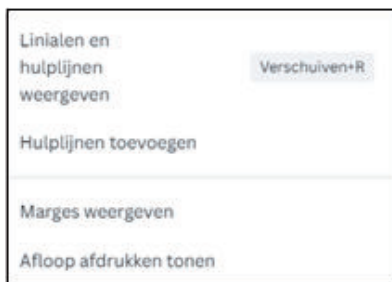 Linialen en
hulplijnen
weergeven
Verschuiven+R
Hulplijnen toevoegen
Marges weergeven
Afloop afdrukken tonen